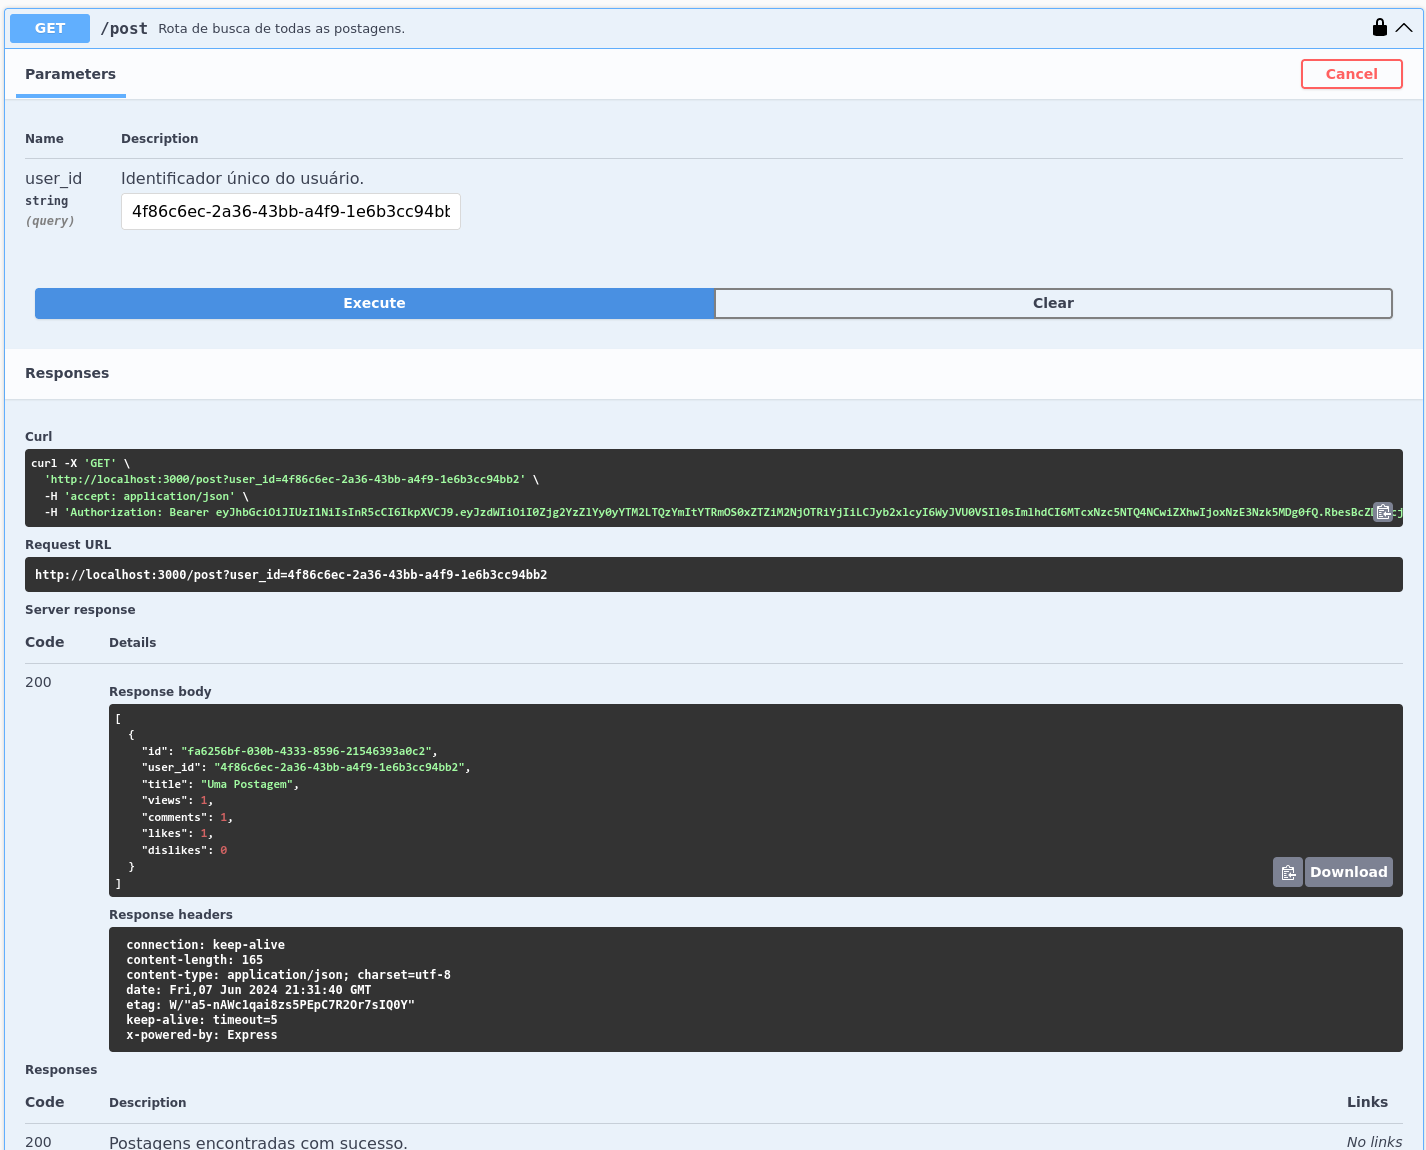 GET /post Rota de busca de todas as postagens.
Parameters
Cancel
Name Description
user_id Identificador único do usuário.
string
(query)
4f86c6ec-2a36-43bb-a4f9-1e6b3cc94bb
Execute
Clear
Responses
Curl
curl -X 'GET' \
'http://localhost:3000/post?user_id=4f86c6ec-2a36-43bb-a4f9-1e6b3cc94bb2' \
-H 'accept: application/json' \
-H 'Authorization: Bearer
Request URL
http://localhost:3000/post?user_id=4f86c6ec-2a36-43bb-a4f9-1e6b3cc94bb2
Server response
Code Details
200
Response body
[
{
"id": "fa6256bf-030b-4333-8596-21546393a0c2",
"user_id": "4f86c6ec-2a36-43bb-a4f9-1e6b3cc94bb2",
"title": "Uma Postagem",
"views": 1,
"comments": 1,
"likes": 1,
"dislikes": 0
}
]
Download
Response headers
connection: keep-alive
content-length: 165
content-type: application/json; charset=utf-8
date: Fri,07 Jun 2024 21:31:40 GMT
etag: W/"a5-nAWc1qai8zs5PEpC7R2Or7sIQ0Y"
keep-alive: timeout=5
x-powered-by: Express
Responses
Code Description Links
200 Postagens encontradas com sucesso. No links